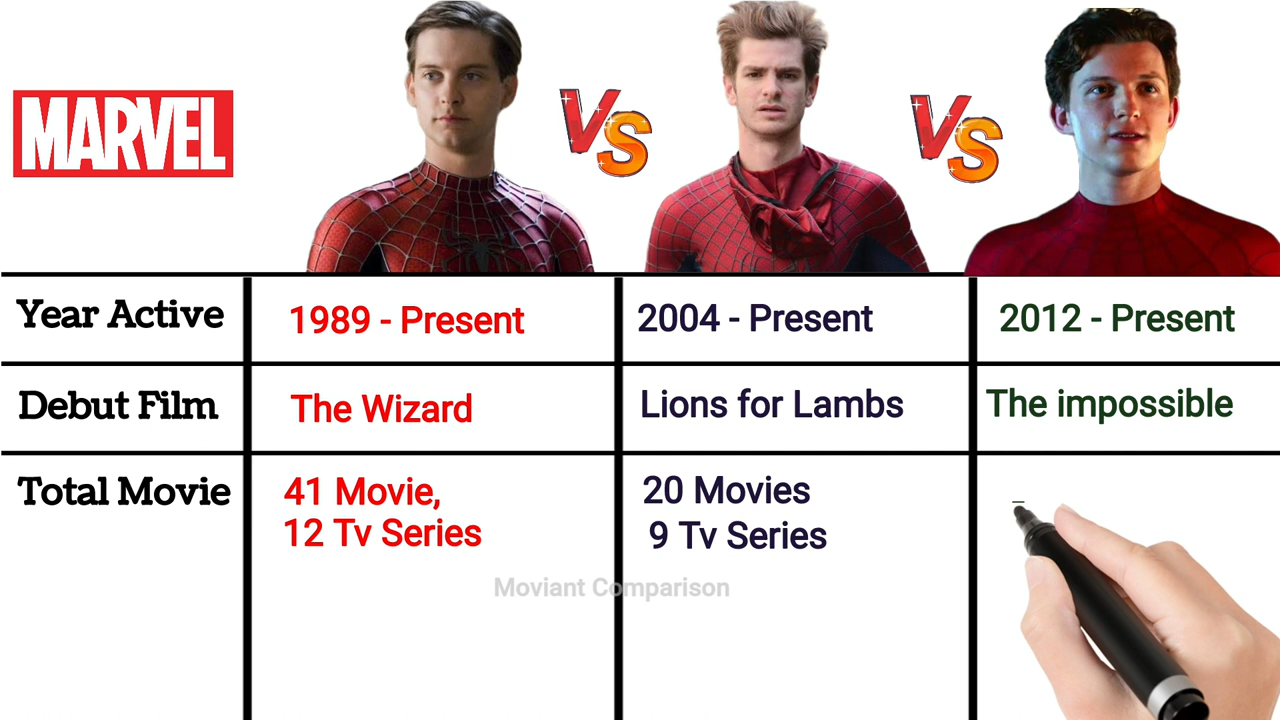 MARVEL
VS
VS
Year Active
1989 - Present
2004 - Present
2012 - Present
Debut Film
The Wizard
Lions for Lambs
The impossible
Total Movie
41 Movie,
12 Tv Series
20 Movies
9 Tv Series
Moviant Comparison